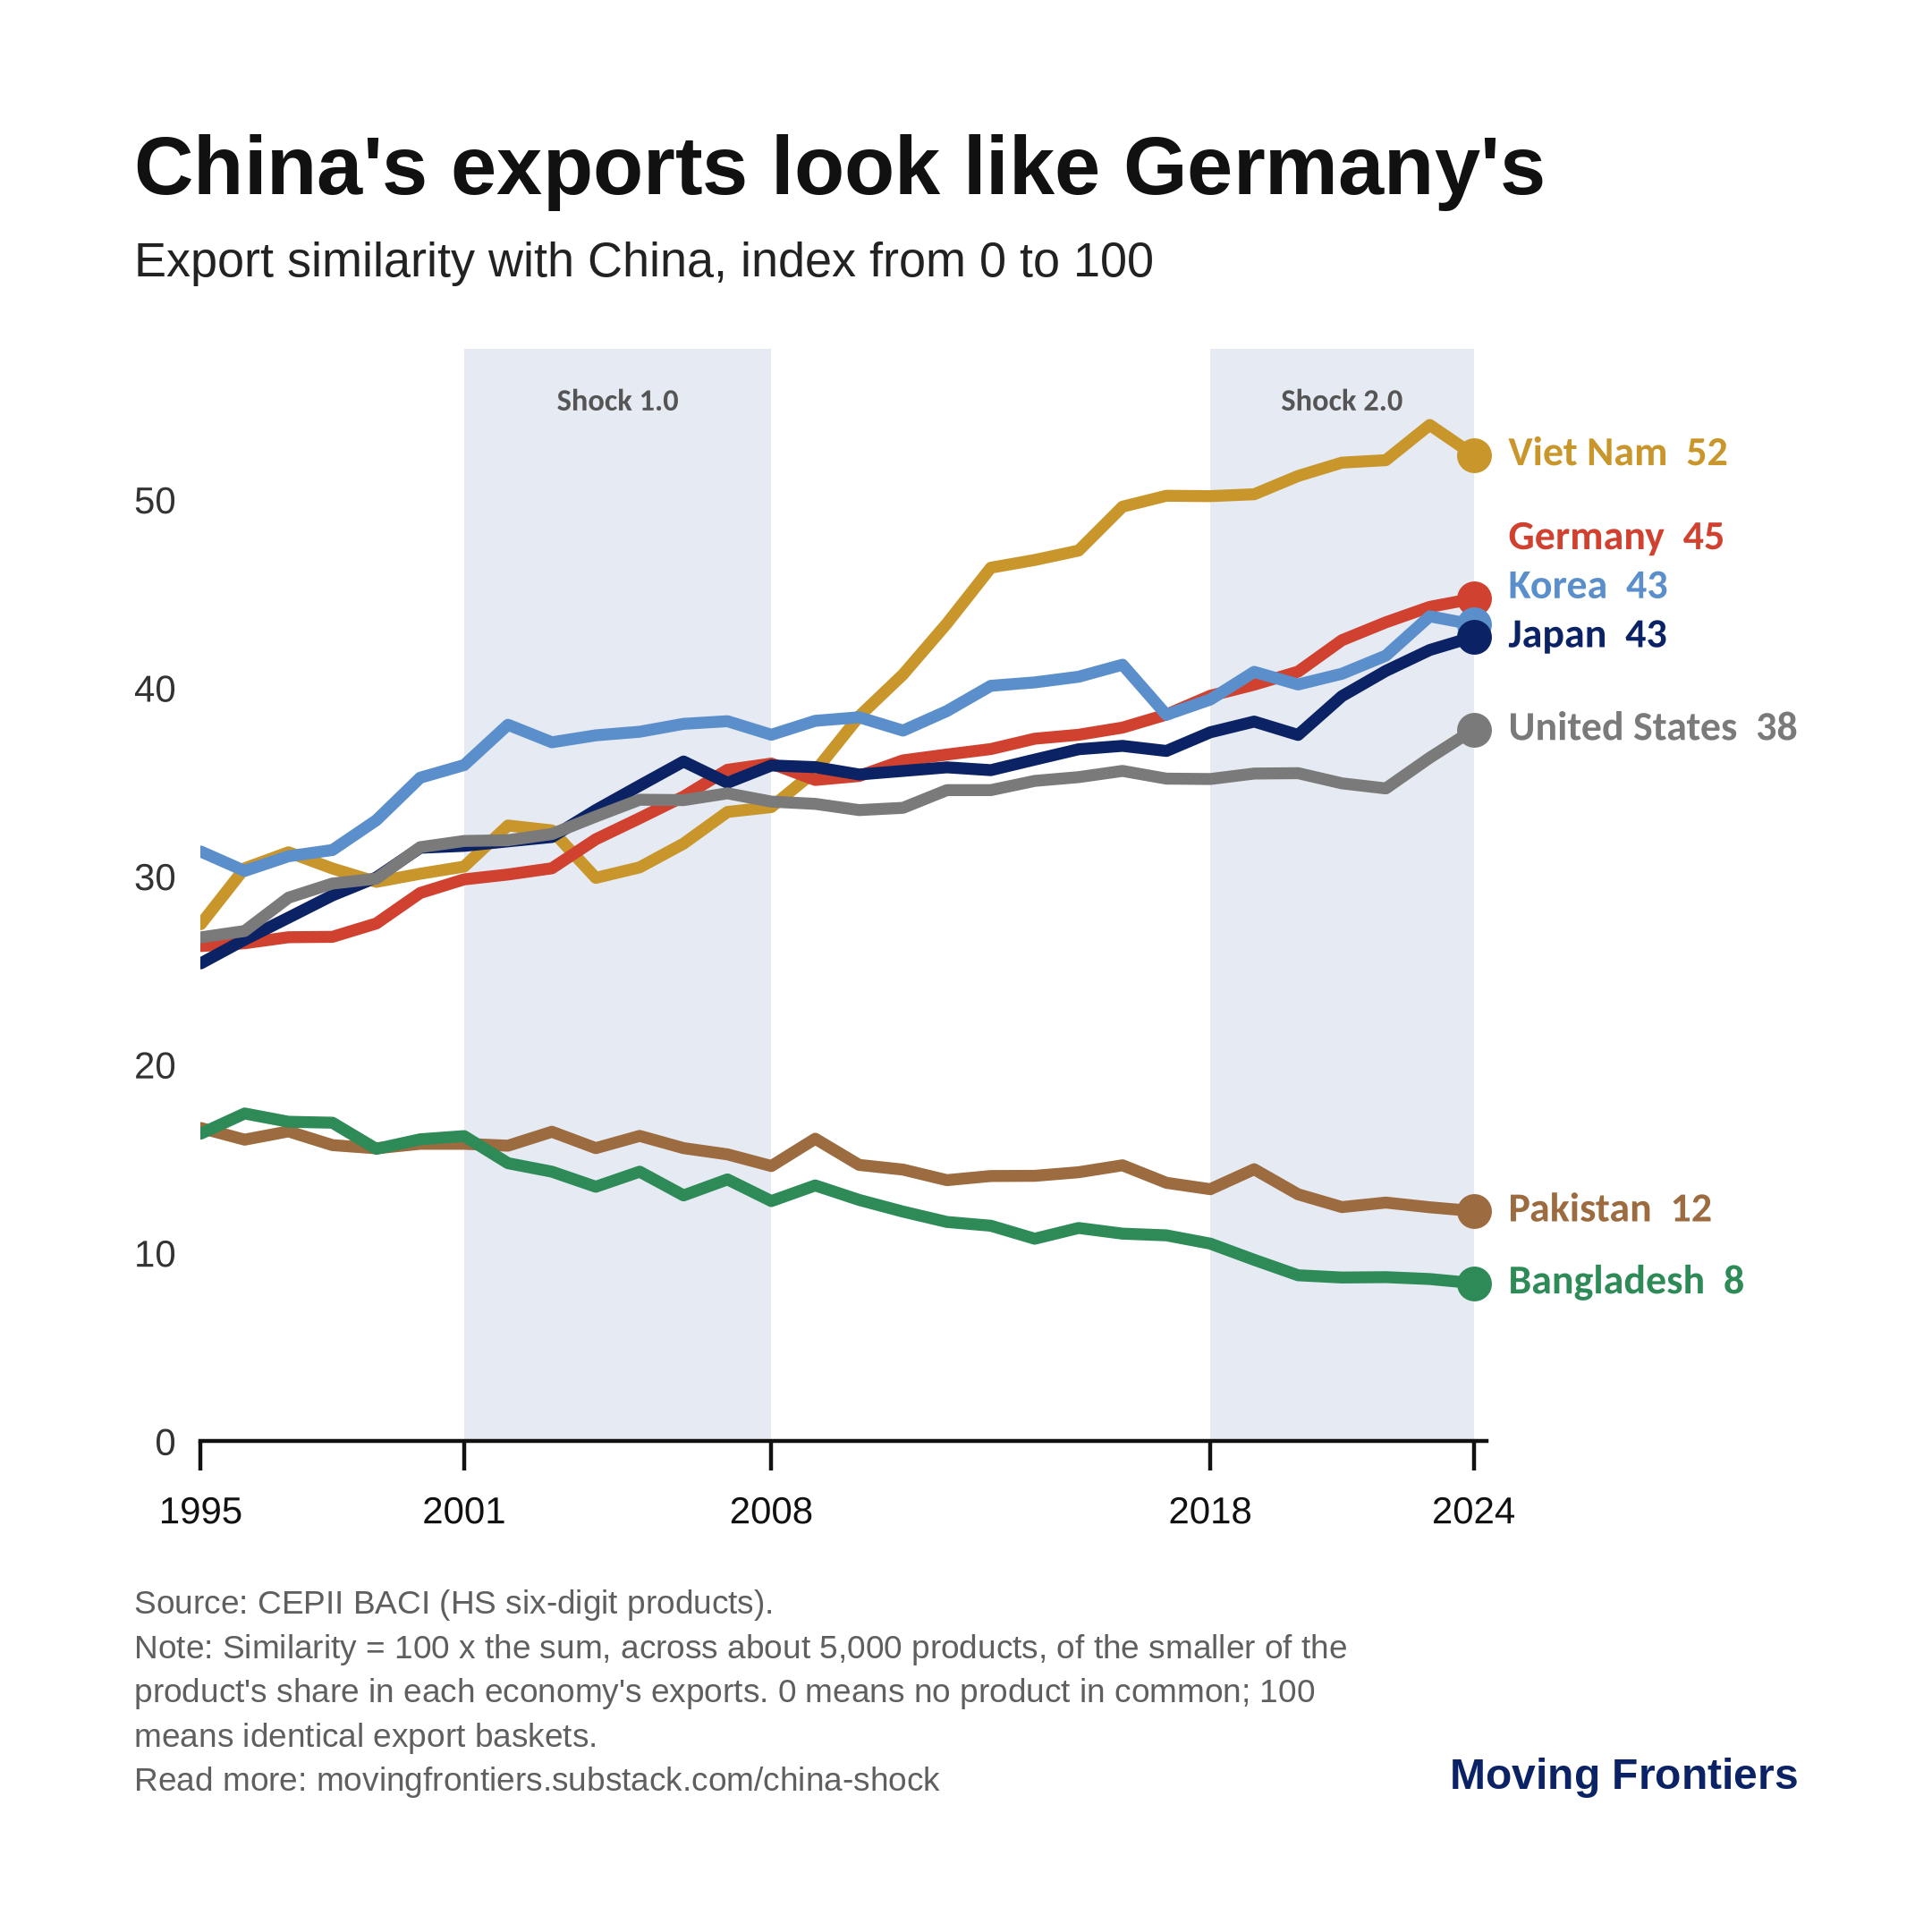 China's exports look like Germany's
Export similarity with China, index from 0 to 100
Shock 1.0
Shock 2.0
Viet Nam 52
Germany 45
Korea 43
Japan 43
United States 38
Pakistan 12
Bangladesh 8
50
40
30
20
10
0
1995
2001
2008
2018
2024
Source: CEPII BACI (HS six-digit products).
Note: Similarity = 100 x the sum, across about 5,000 products, of the smaller of the
product's share in each economy's exports. 0 means no product in common; 100
means identical export baskets.
Read more: movingfrontiers.substack.com/china-shock
Moving Frontiers